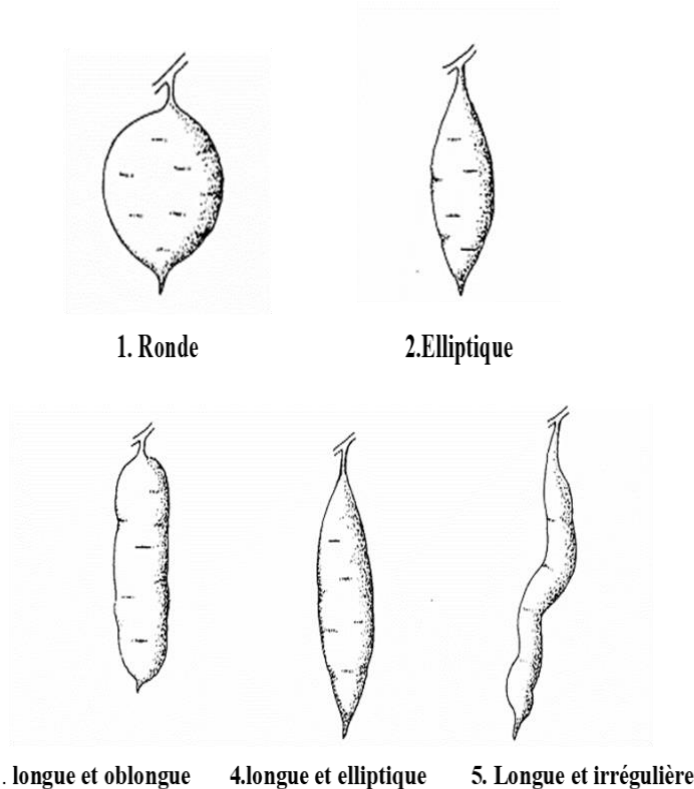 1. Ronde
2.Elliptique
. longue et oblongue
4.longue et elliptique
5. Longue et irrégulière